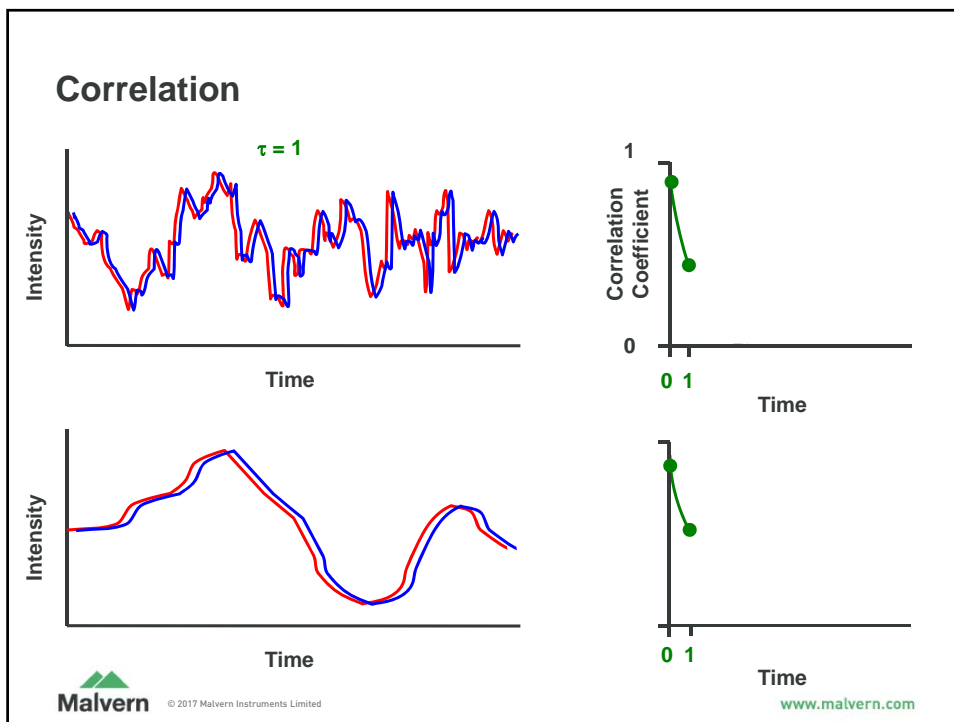 Correlation
τ = 1
Intensity
Time
1
Correlation
Coefficient
0
0 1
Time
Intensity
Time
0 1
Time
Malvern
© 2017 Malvern Instruments Limited
www.malvern.com